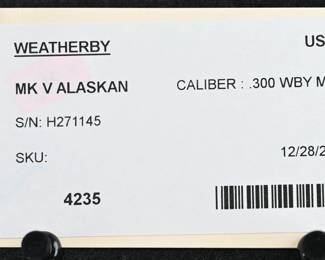 WEATHERBY US
MK V ALASKAN CALIBER : .300 WBY M
S/N: H271145
SKU: 12/28/2
4235